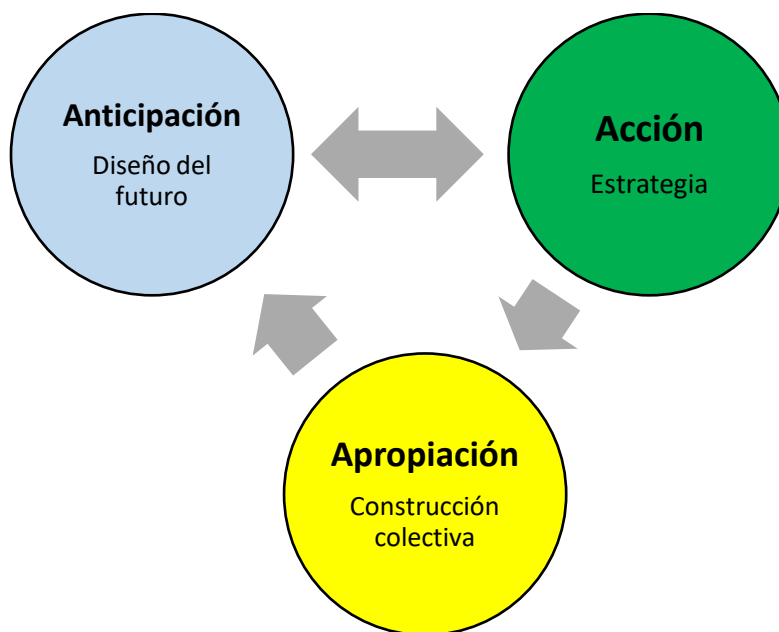 Anticipación
Diseño del
futuro
Acción
Estrategia
Apropiación
Construcción
colectiva